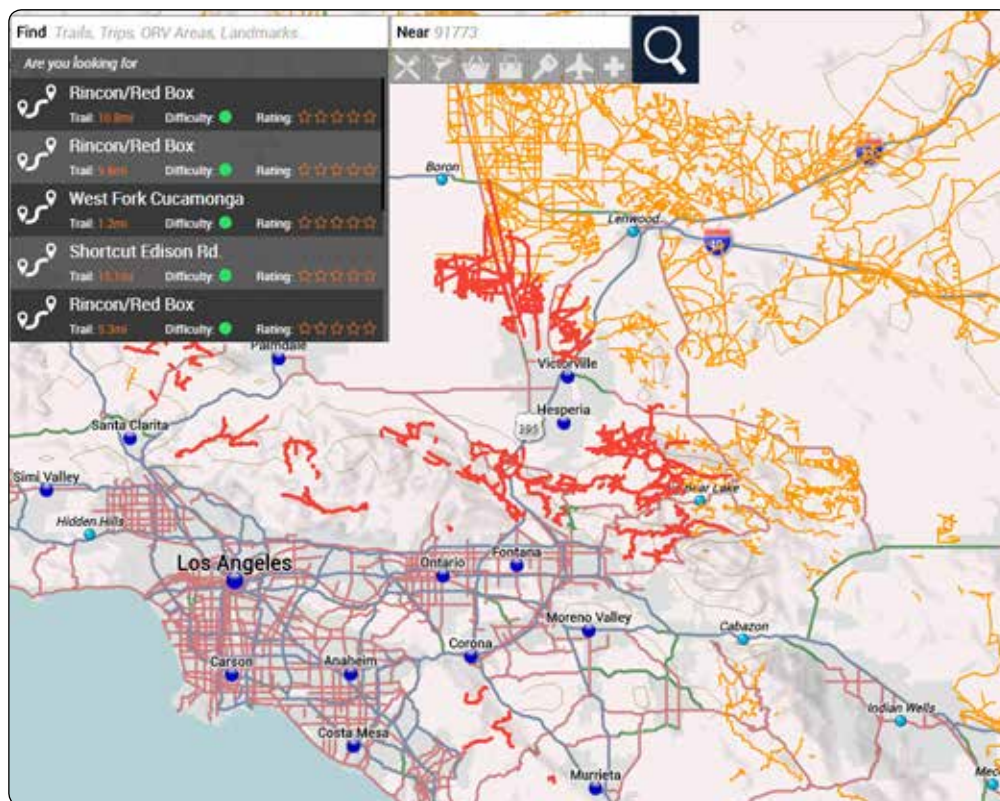 Find Trails, Trips, ORV Areas, Landmarks
Near 91773
Are you looking for
Rincon/Red Box
Trail: 10.8mi Difficulty: Rating:
Rincon/Red Box
Trail: 9.6mi Difficulty: Rating:
West Fork Cucamonga
Trail: 1.2mi Difficulty: Rating:
Shortcut Edison Rd.
Trail: Difficulty: Rating:
Rincon/Red Box
Trail: 5.3mi Difficulty: Rating:
Boron
Lenwood
Palmdale
Victorville
Hesperia
395
Santa Clarita
Simi Valley
Bear Lake
Hidden Hills
Los Angeles
Ontario
Fontana
Moreno Valley
Cabazon
Corona
Carson
Anaheim
Indian Wells
Costa Mesa
Murrieta
Mec